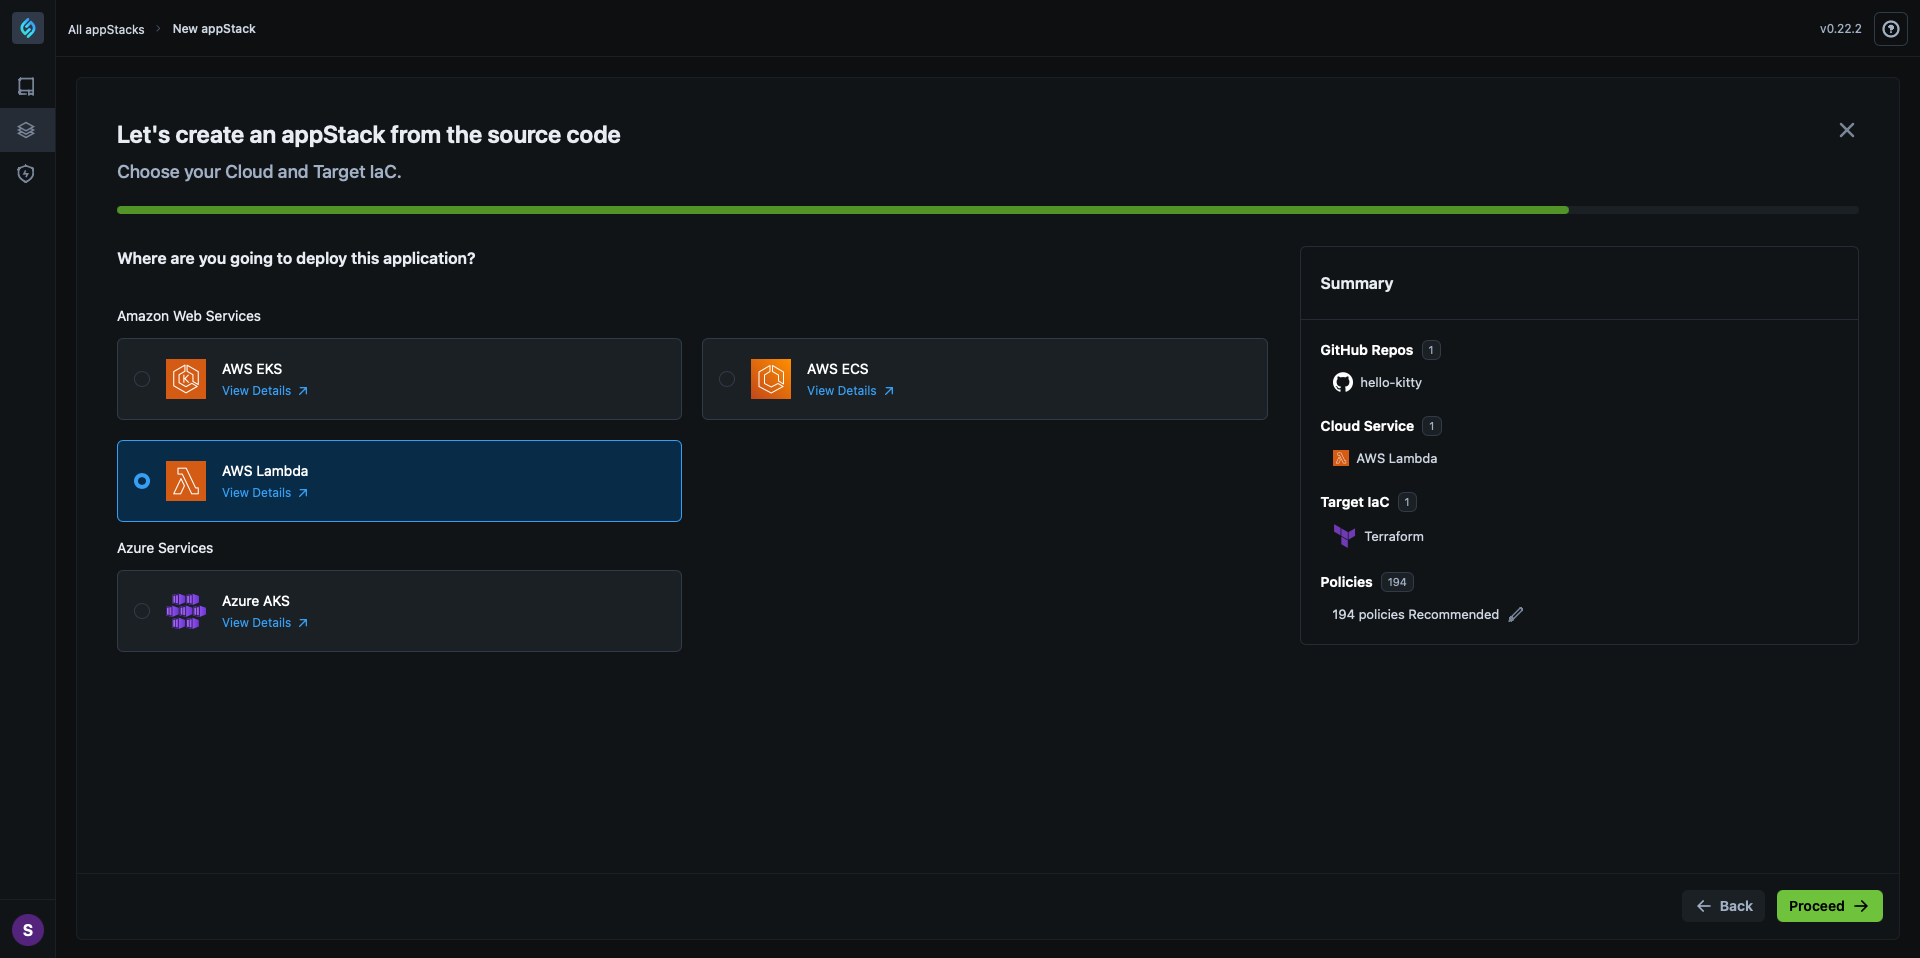 All appStacks
New appStack
v0.22.2
Let's create an appStack from the source code
Choose your Cloud and Target IaC.
Where are you going to deploy this application?
Amazon Web Services
AWS EKS
View Details
AWS ECS
View Details
AWS Lambda
View Details
Azure Services
Azure AKS
View Details
Summary
GitHub Repos 1
hello-kitty
Cloud Service 1
AWS Lambda
Target IaC 1
Terraform
Policies 194
194 policies Recommended
S
Back
Proceed